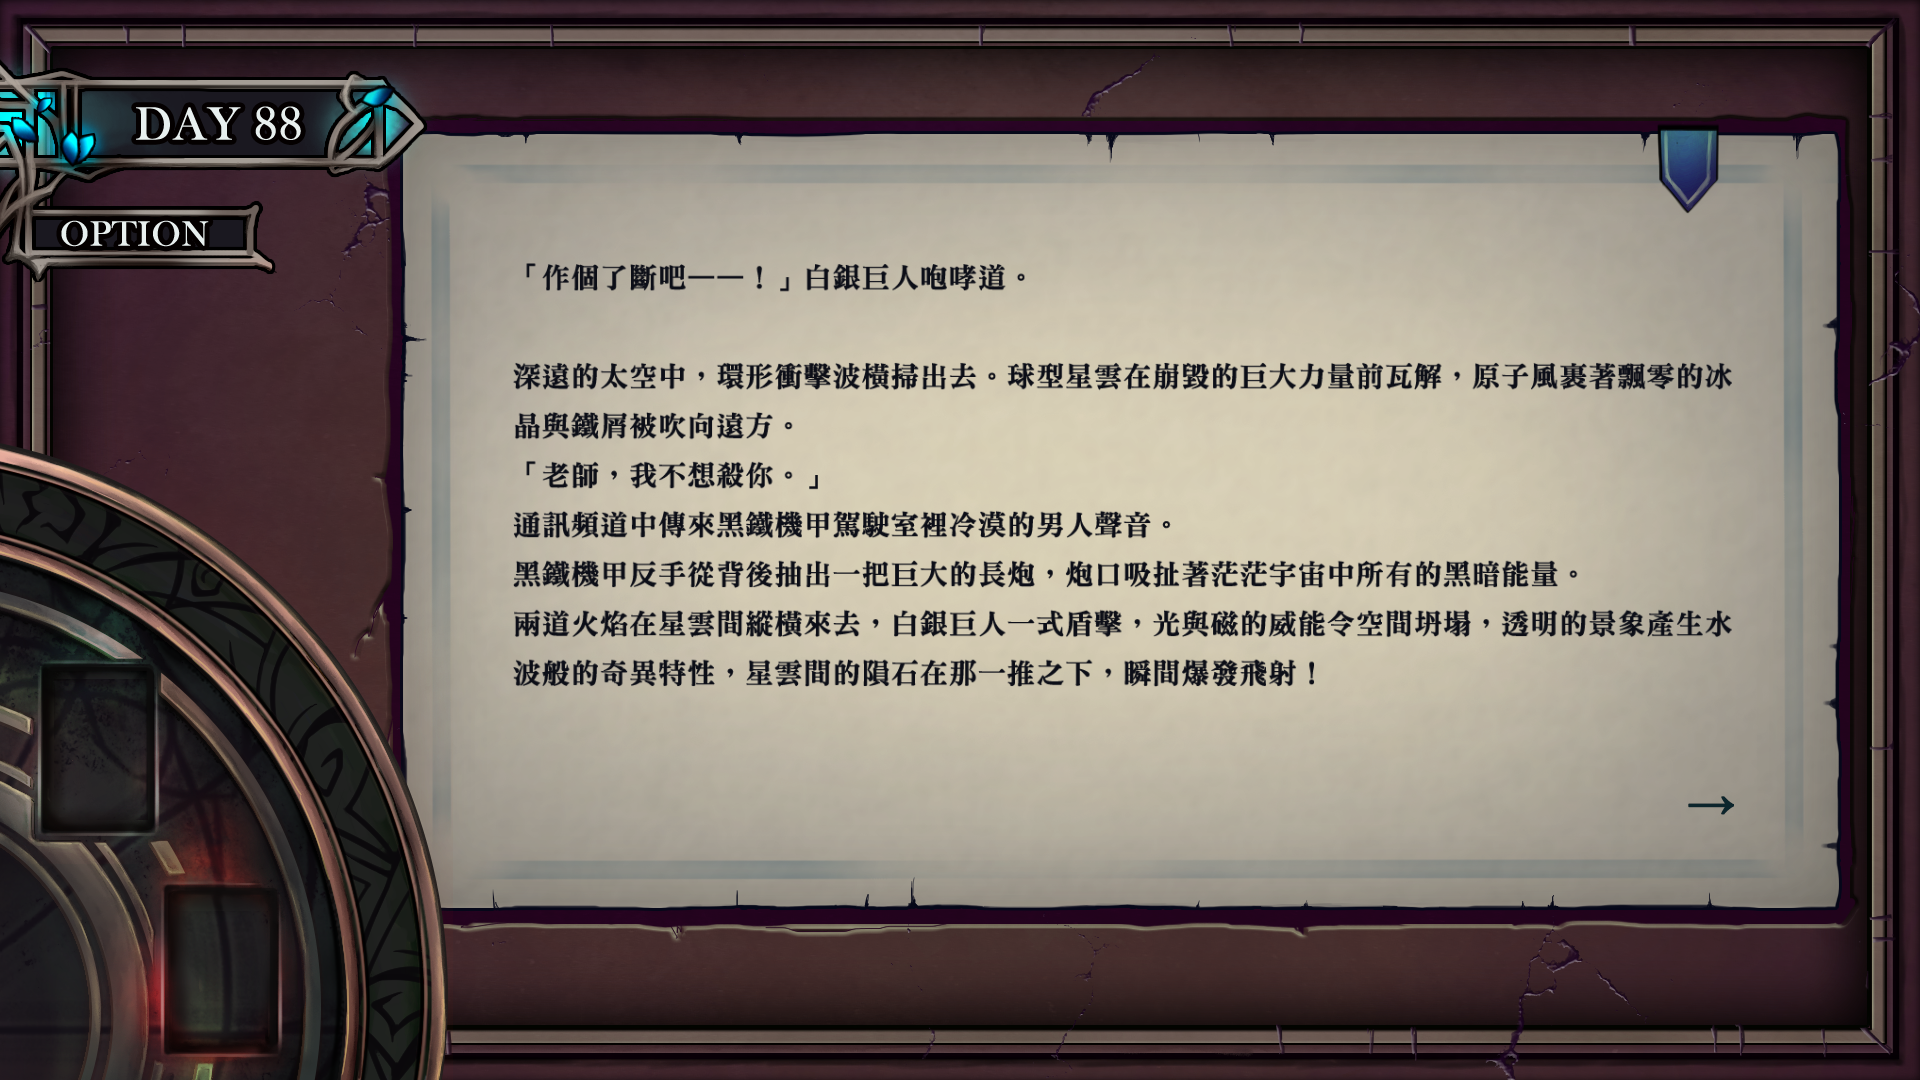 DAY 88
OPTION
「作個了斷吧——！」白銀巨人咆哮道。
深遠的太空中，環形衝擊波橫掃出去。球型星雲在崩毀的巨大力量前瓦解，原子風裹著飄零的冰
晶與鐵屑被吹向遠方。
「老師，我不想殺你。」
通訊頻道中傳來黑鐵機甲駕駛室裡冷漠的男人聲音。
黑鐵機甲反手從背後抽出一把巨大的長炮，炮口吸扯著茫茫宇宙中所有的黑暗能量。
兩道火焰在星雲間縱橫來去，白銀巨人一式盾擊，光與磁的威能令空間坍塌，透明的景象產生水
波般的奇異特性，星雲間的隕石在那一推之下，瞬間爆發飛射！